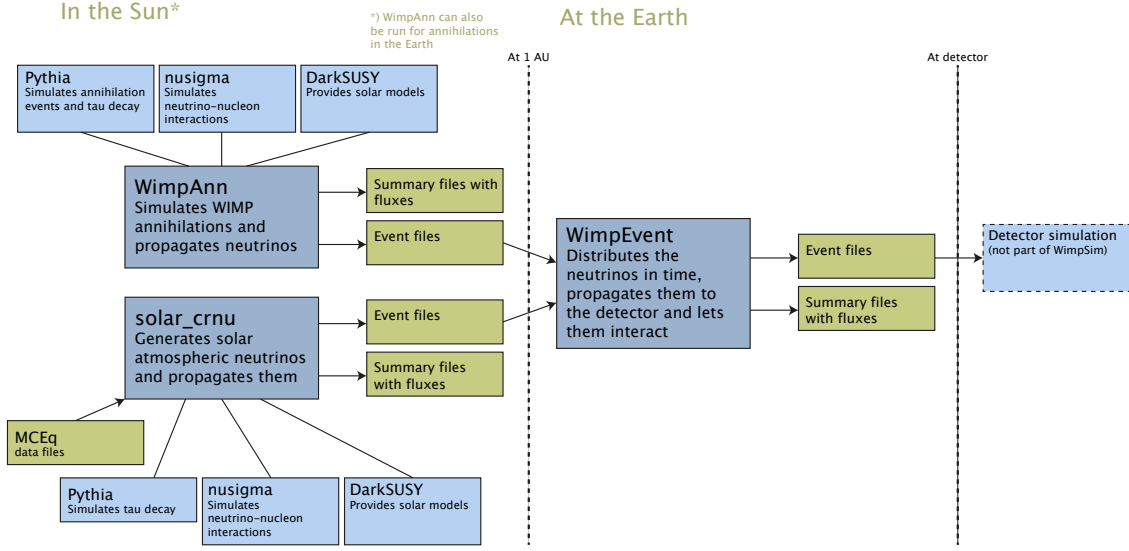 In the Sun*
*) WimpAnn can also
be run for annihilations
in the Earth
At the Earth
At 1 AU
At detector
Pythia
Simulates annihilation
events and tau decay
nusigma
Simulates
neutrino-nucleon
interactions
DarkSUSY
Provides solar models
WimpAnn
Simulates WIMP
annihilations and
propagates neutrinos
Summary files with
fluxes
Event files
WimpEvent
Distributes the
neutrinos in time,
propagates them to
the detector and lets
them interact
Event files
Summary files
with fluxes
Detector simulation
(not part of WimpSim)
solar_crnu
Generates solar
atmospheric neutrinos
and propagates them
Event files
Summary files
with fluxes
MCEq
data files
Pythia
Simulates tau decay
nusigma
Simulates
neutrino-nucleon
interactions
DarkSUSY
Provides solar models